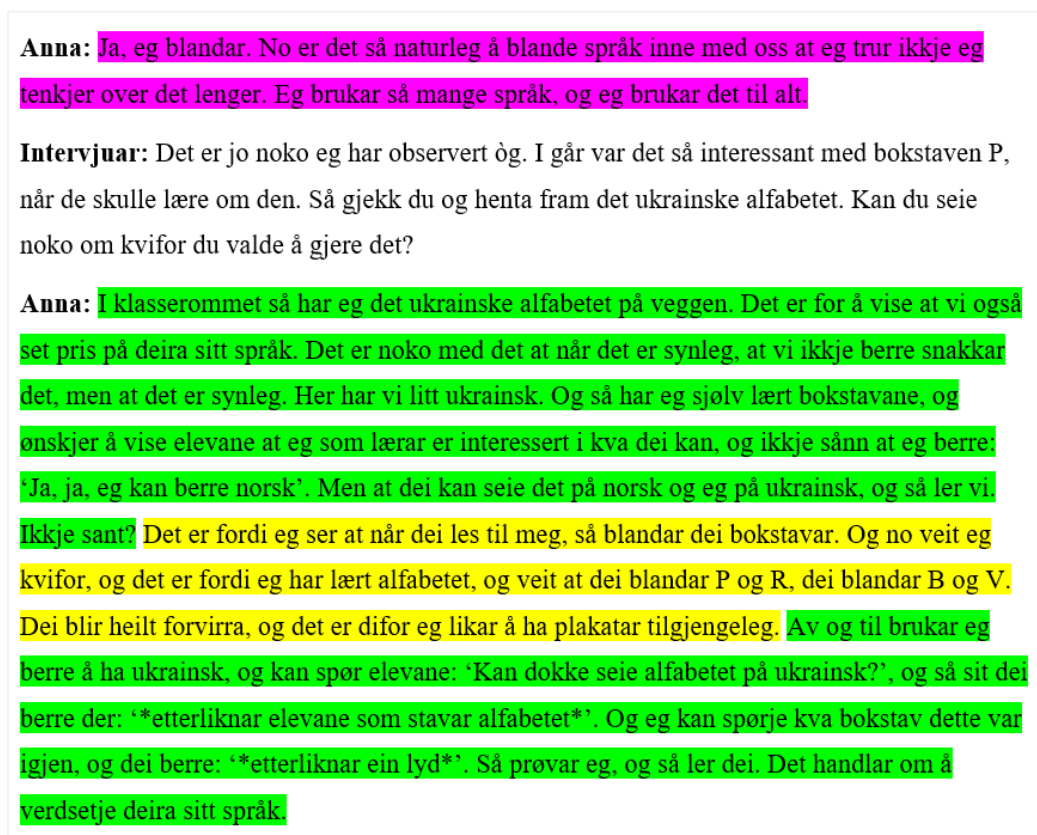 Anna: Ja, eg blandar. No er det så naturleg å blande språk inne med oss at eg trur ikkje eg
tenkjer over det lenger. Eg brukar så mange språk, og eg brukar det til alt.
Intervjuar: Det er jo noko eg har observert òg. I går var det så interessant med bokstaven P,
når de skulle lære om den. Så gjekk du og henta fram det ukrainske alfabetet. Kan du seie
noko om kvifor du valde å gjere det?
Anna: I klasserommet så har eg det ukrainske alfabetet på veggen. Det er for å vise at vi også
set pris på deira sitt språk. Det er noko med det at når det er synleg, at vi ikkje berre snakkar
det, men at det er synleg. Her har vi litt ukrainsk. Og så har eg sjølv lært bokstavane, og
ønskjer å vise elevane at eg som lærar er interessert i kva dei kan, og ikkje sånn at eg berre:
‘Ja, ja, eg kan berre norsk’. Men at dei kan seie det på norsk og eg på ukrainsk, og så ler vi.
Ikkje sant? Det er fordi eg ser at når dei les til meg, så blandar dei bokstavar. Og no veit eg
kvifor, og det er fordi eg har lært alfabetet, og veit at dei blandar P og R, dei blandar B og V.
Dei blir heilt forvirra, og det er difor eg likar å ha plakatar tilgjengeleg. Av og til brukar eg
berre å ha ukrainsk, og kan spør elevane: ‘Kan dokke seie alfabetet på ukrainsk?’, og så sit dei
berre der: ‘*etterliknar elevane som stavar alfabetet*’. Og eg kan spørje kva bokstav dette var
igjen, og dei berre: ‘*etterliknar ein lyd*’. Så prøvar eg, og så ler dei. Det handlar om å
verdsetje deira sitt språk.